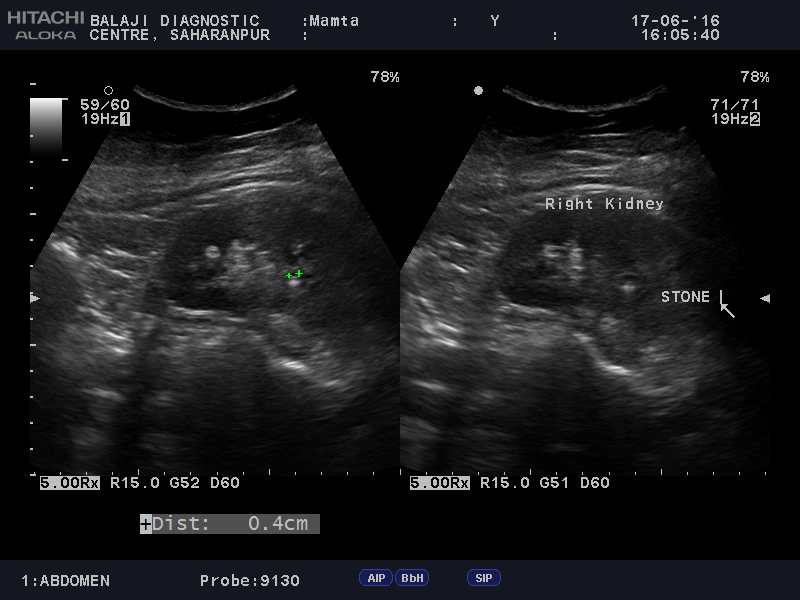 HITACHI BALAJI DIAGNOSTIC :Mamta : Y 17-06-'16
ALOKA CENTRE, SAHARANPUR : : 16:05:40
78% 78%
59/60 71/71
19Hz1 19Hz2
Right Kidney
STONE
5.00Rx R15.0 G52 D60 5.00Rx R15.0 G51 D60
+Dist: 0.4cm
1:ABDOMEN Probe:9130 AIP BbH SIP